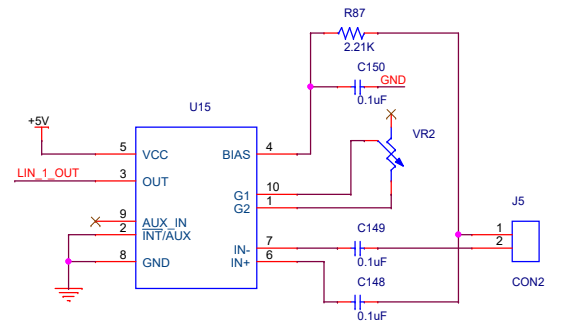 R87
2.21K
C150
GND
0.1uF
U15
+5V
VR2
5 VCC BIAS 4
LIN_1_OUT 3 OUT
G1 10
G2 1
J5
9 AUX_IN
2 INT/AUX
IN- 7
C149
0.1uF
1
2
8 GND IN+ 6
C148
0.1uF
CON2